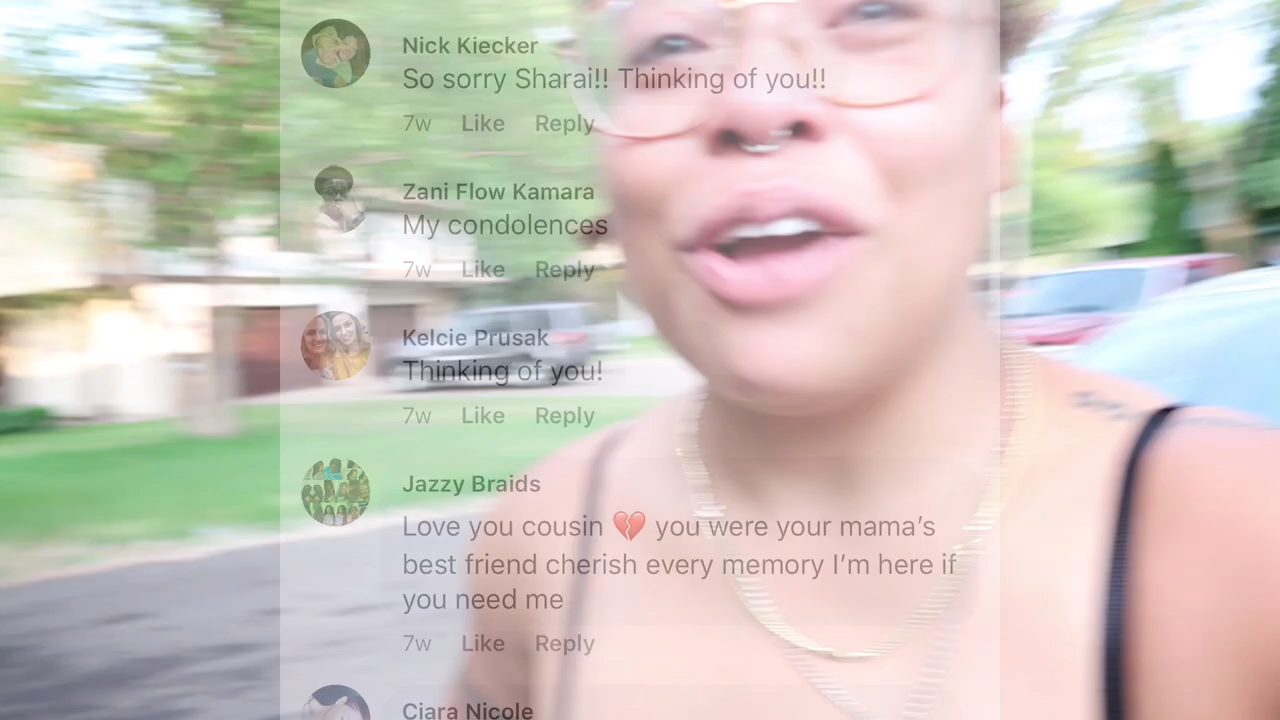 Nick Kiecker
So sorry Sharai!! Thinking of you!!
7w Like Reply
Zani Flow Kamara
My condolences
7w Like Reply
Kelcie Prusak
Thinking of you!
7w Like Reply
Jazzy Braids
Love you cousin 💔 you were your mama’s
best friend cherish every memory I’m here if
you need me
7w Like Reply
Ciara Nicole